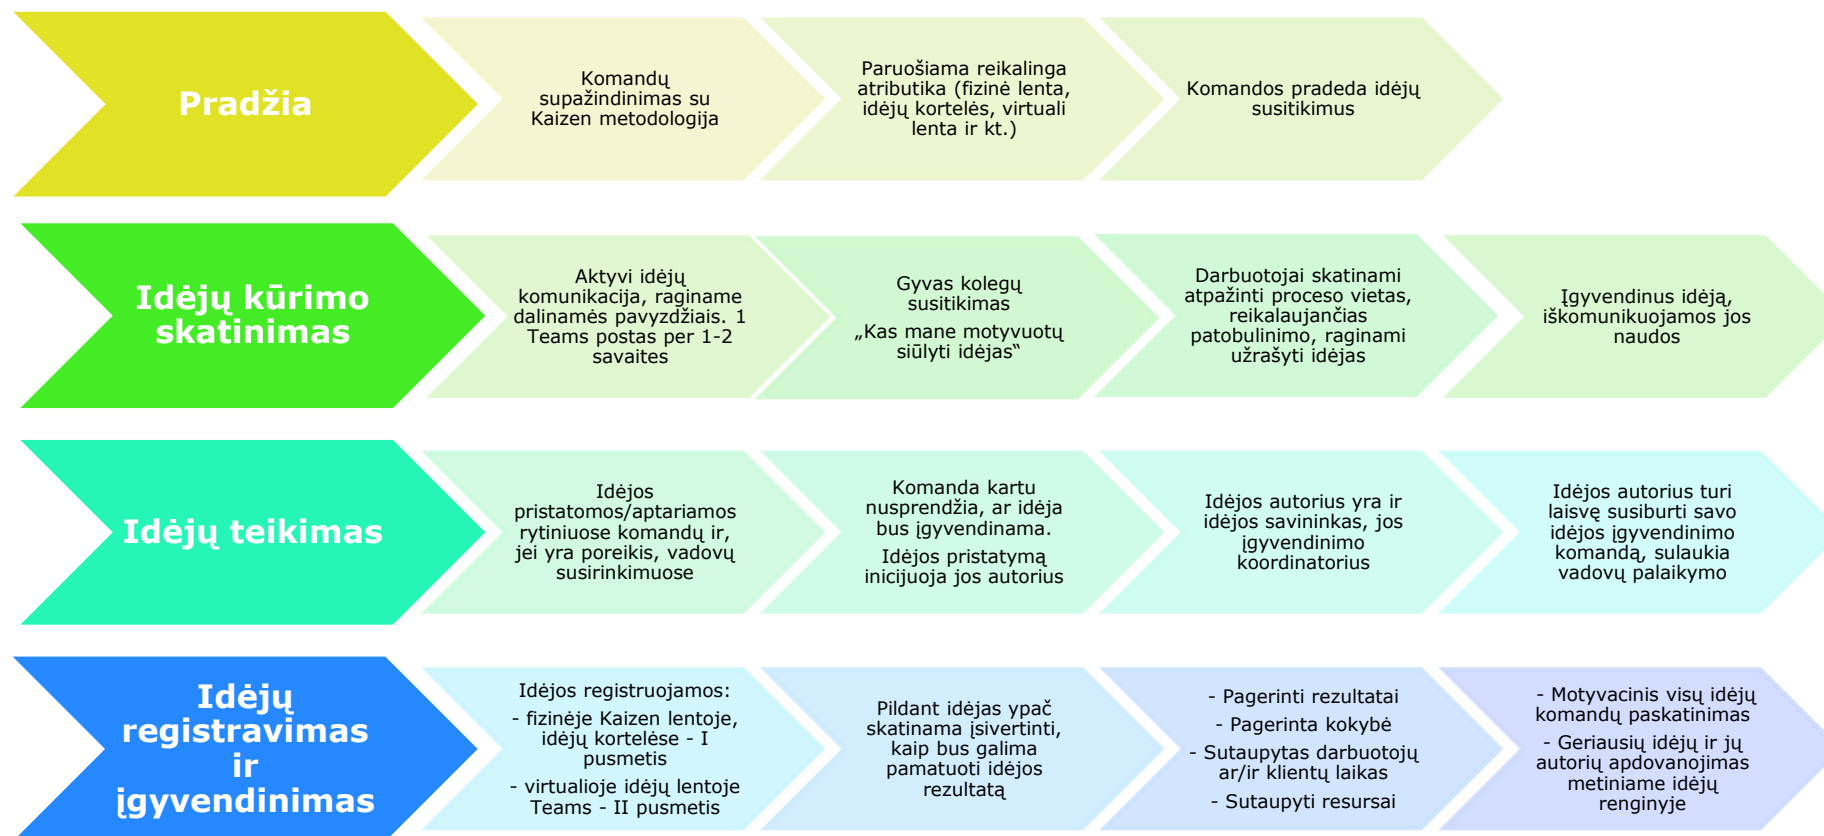 Pradžia
Komandų
supažindinimas su
Kaizen metodologija
Paruošiama reikalinga
atributika (fizinė lenta,
idėjų kortelės, virtuali
lenta ir kt.)
Komandos pradeda idėjų
susitikimus
Idėjų kūrimo
skatinimas
Aktyvi idėjų
komunikacija, raginame
dalinamės pavyzdžiais. 1
Teams postas per 1-2
savaites
Gyvas kolegų
susitikimas
„Kas mane motyvuotų
siūlyti idėjas“
Darbuotojai skatinami
atpažinti proceso vietas,
reikalaujančias
patobulinimo, raginami
užrašyti idėjas
Įgyvendinus idėją,
iškomunikuojamos jos
naudos
Idėjų teikimas
Idėjos
pristatomos/aptariamos
rytiniuose komandų ir,
jei yra poreikis, vadovų
susirinkimuose
Komanda kartu
nusprendžia, ar idėja
bus įgyvendinama.
Idėjos pristatymą
inicijuoja jos autorius
Idėjos autorius yra ir
idėjos savininkas, jos
įgyvendinimo
koordinatorius
Idėjos autorius turi
laisvę susiburti savo
idėjos įgyvendinimo
komandą, sulaukia
vadovų palaikymo
Idėjų
registravimas
ir
įgyvendinimas
Idėjos registruojamos:
- fizinėje Kaizen lentoje,
idėjų kortelėse - I
pusmetis
- virtualioje idėjų lentoje
Teams - II pusmetis
Pildant idėjas ypač
skatinama įsivertinti,
kaip bus galima
pamatuoti idėjos
rezultatą
- Pagerinti rezultatai
- Pagerinta kokybė
- Sutaupytas darbuotojų
ar/ir klientų laikas
- Sutaupyti resursai
- Motyvacinis visų idėjų
komandų paskatinimas
- Geriausių idėjų ir jų
autorių apdovanojimas
metiniame idėjų
renginyje